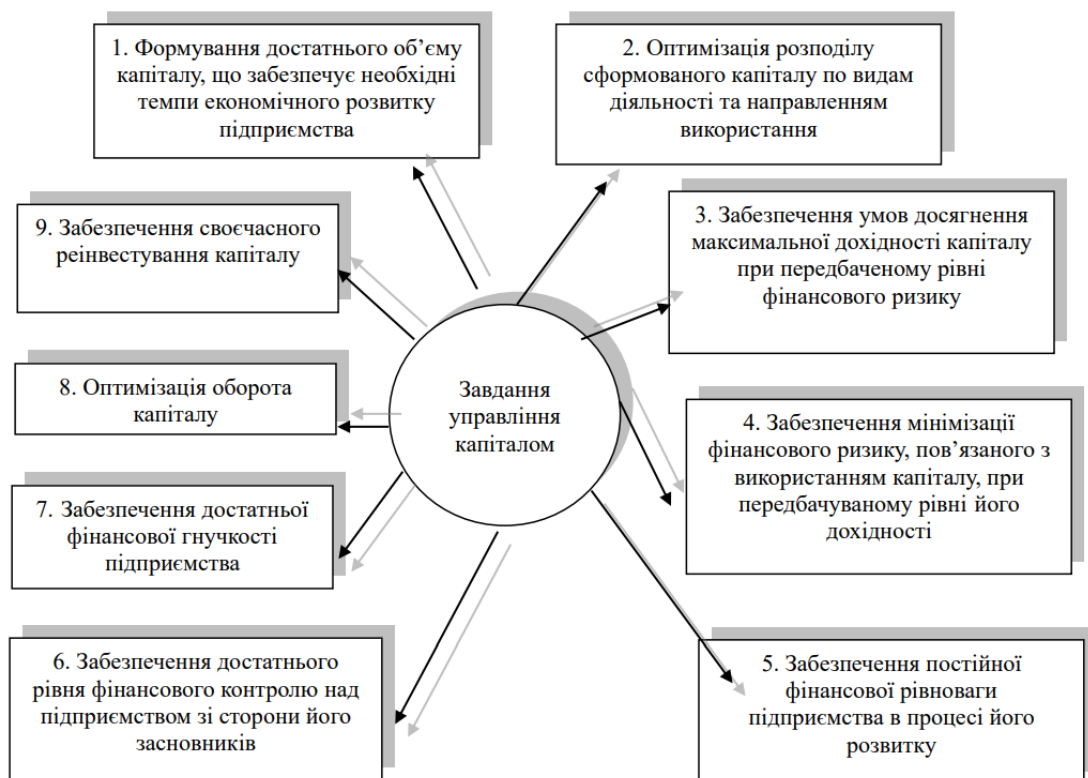 1. Формування достатнього об’єму
капіталу, що забезпечує необхідні
темпи економічного розвитку
підприємства
2. Оптимізація розподілу
сформованого капіталу по видам
діяльності та направленням
використання
3. Забезпечення умов досягнення
максимальної дохідності капіталу
при передбаченому рівні
фінансового ризику
4. Забезпечення мінімізації
фінансового ризику, пов’язаного з
використанням капіталу, при
передбачуваному рівні його
дохідності
5. Забезпечення постійної
фінансової рівноваги
підприємства в процесі його
розвитку
6. Забезпечення достатнього
рівня фінансового контролю над
підприємством зі сторони його
засновників
7. Забезпечення достатньої
фінансової гнучкості
підприємства
8. Оптимізація оборота
капіталу
9. Забезпечення своєчасного
реінвестування капіталу
Завдання
управління
капіталом